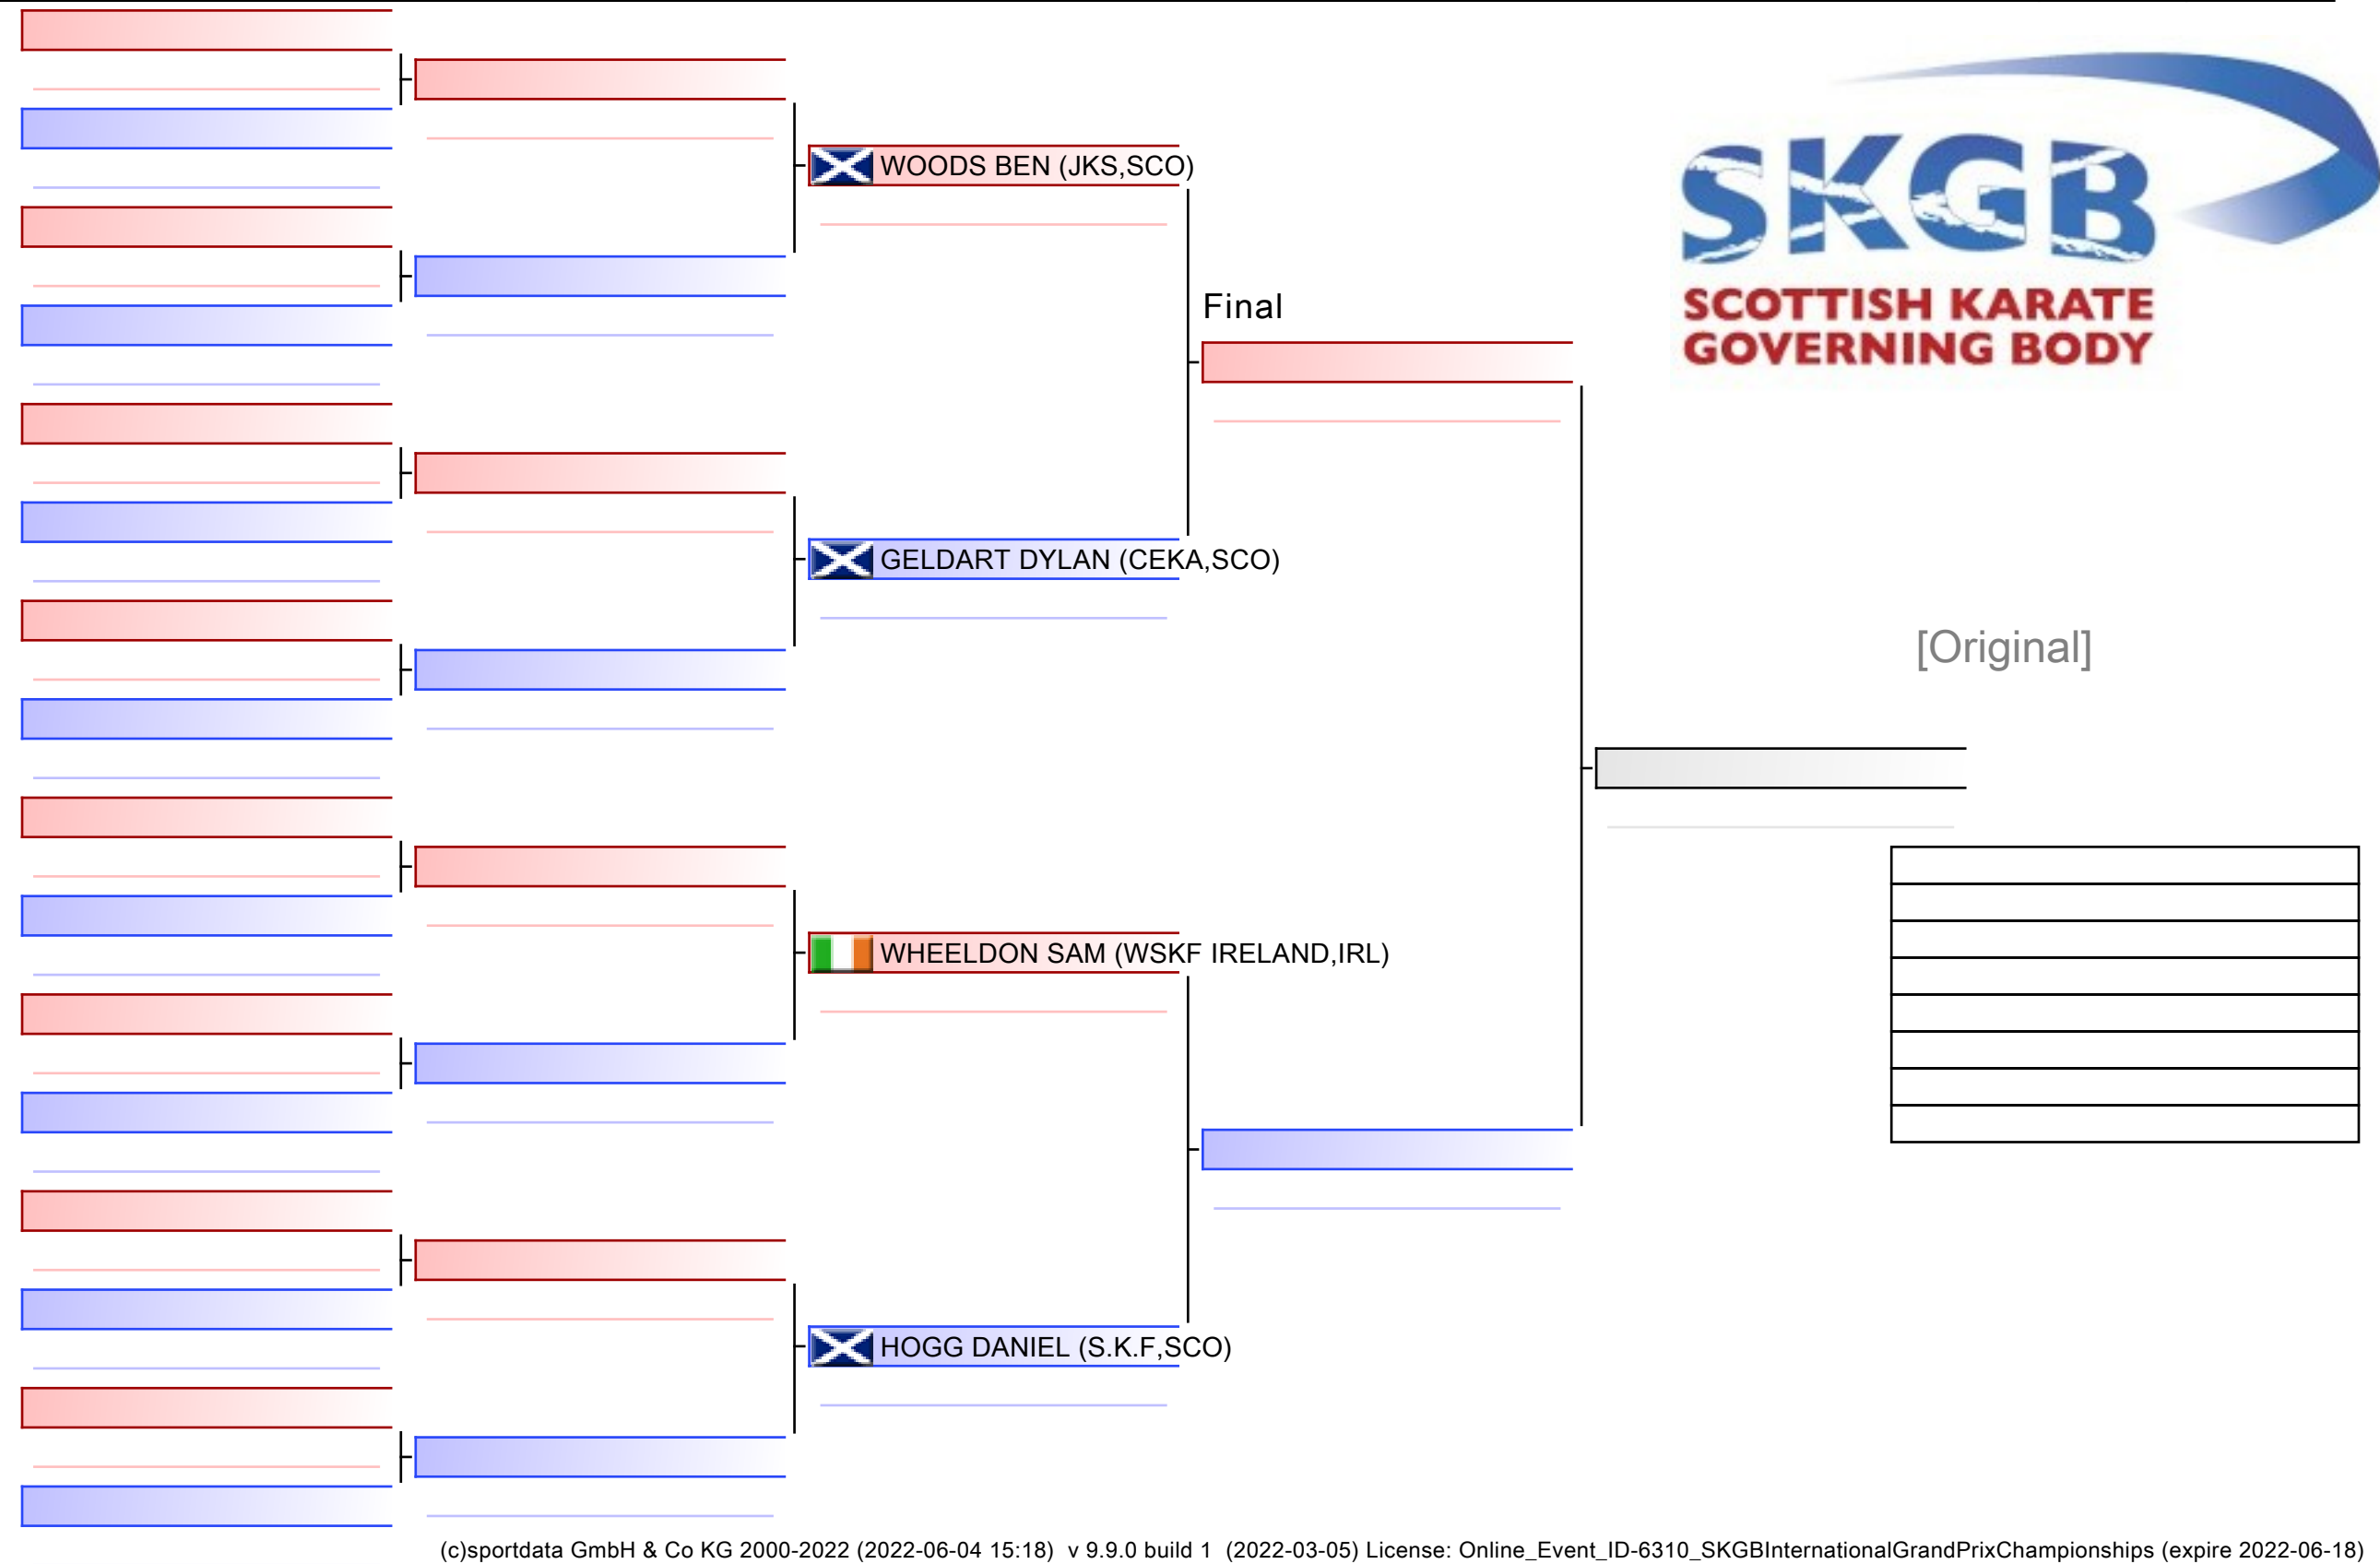 WOODS BEN (JKS,SCO)
SKGB
SCOTTISH KARATE
GOVERNING BODY
Final
GELDART DYLAN (CEKA,SCO)
[Original]
WHEELDON SAM (WSKF IRELAND,IRL)
HOGG DANIEL (S.K.F,SCO)
(c)sportdata GmbH & Co KG 2000-2022 (2022-06-04 15:18) v 9.9.0 build 1 (2022-03-05) License: Online_Event_ID-6310_SKGBInternationalGrandPrixChampionships (expire 2022-06-18)